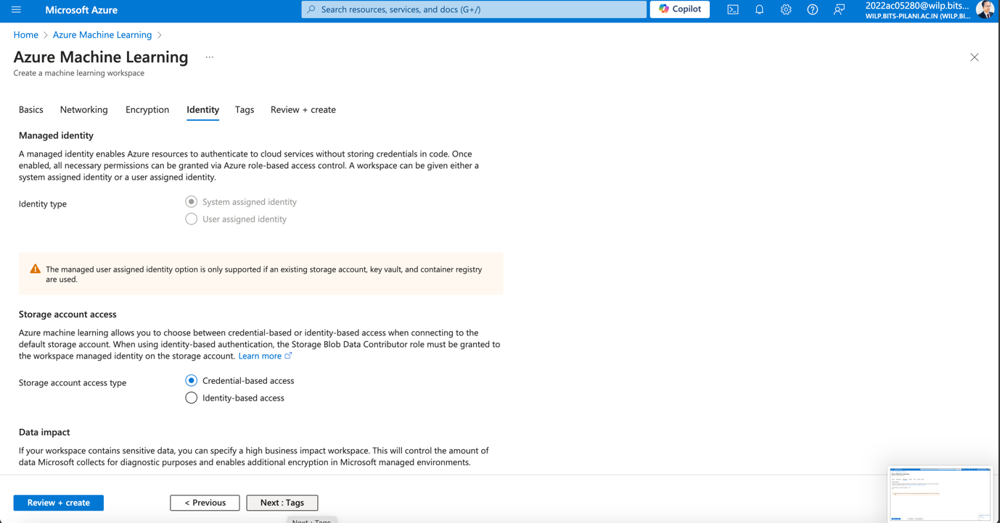 Microsoft Azure
Search resources, services, and docs (G+/)
Copilot
2022ac05280@wilp.bits...
WILP.BITS-PILANI.AC.IN (WILP.BI...
Home > Azure Machine Learning >
Azure Machine Learning ...
Create a machine learning workspace
Basics Networking Encryption Identity Tags Review + create
Managed identity
A managed identity enables Azure resources to authenticate to cloud services without storing credentials in code. Once
enabled, all necessary permissions can be granted via Azure role-based access control. A workspace can be given either a
system assigned identity or a user assigned identity.
Identity type
System assigned identity
User assigned identity
The managed user assigned identity option is only supported if an existing storage account, key vault, and container registry
are used.
Storage account access
Azure machine learning allows you to choose between credential-based or identity-based access when connecting to the
default storage account. When using identity-based authentication, the Storage Blob Data Contributor role must be granted to
the workspace managed identity on the storage account. Learn more
Storage account access type
Credential-based access
Identity-based access
Data impact
If your workspace contains sensitive data, you can specify a high business impact workspace. This will control the amount of
data Microsoft collects for diagnostic purposes and enables additional encryption in Microsoft managed environments.
Review + create
< Previous
Next : Tags
Next : Tags